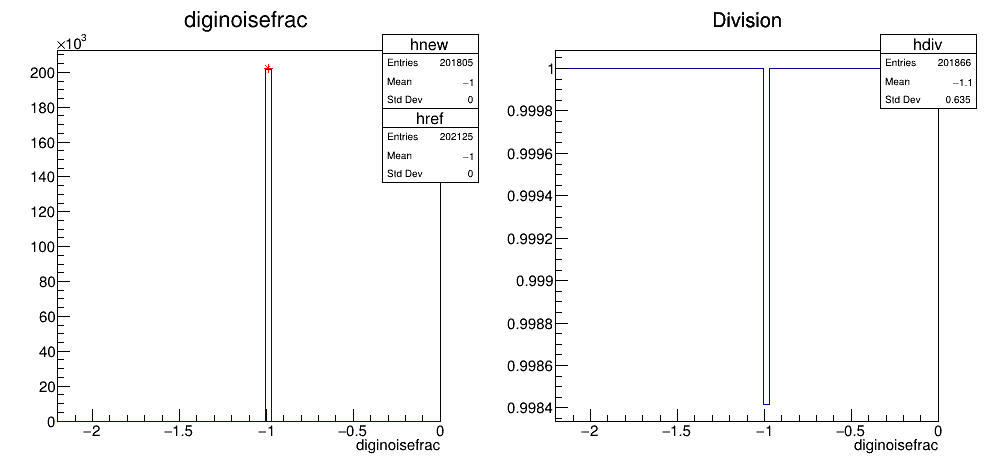 diginoisefrac
×10³
200
180
160
140
120
100
80
60
40
20
0
−2
−1.5
−1
−0.5
0
diginoisefrac
hnew
Entries 201805
Mean −1
Std Dev 0
href
Entries 202125
Mean −1
Std Dev 0
Division
1
0.9998
0.9996
0.9994
0.9992
0.999
0.9988
0.9986
0.9984
−2
−1.5
−1
−0.5
0
diginoisefrac
hdiv
Entries 201866
Mean −1.1
Std Dev 0.635